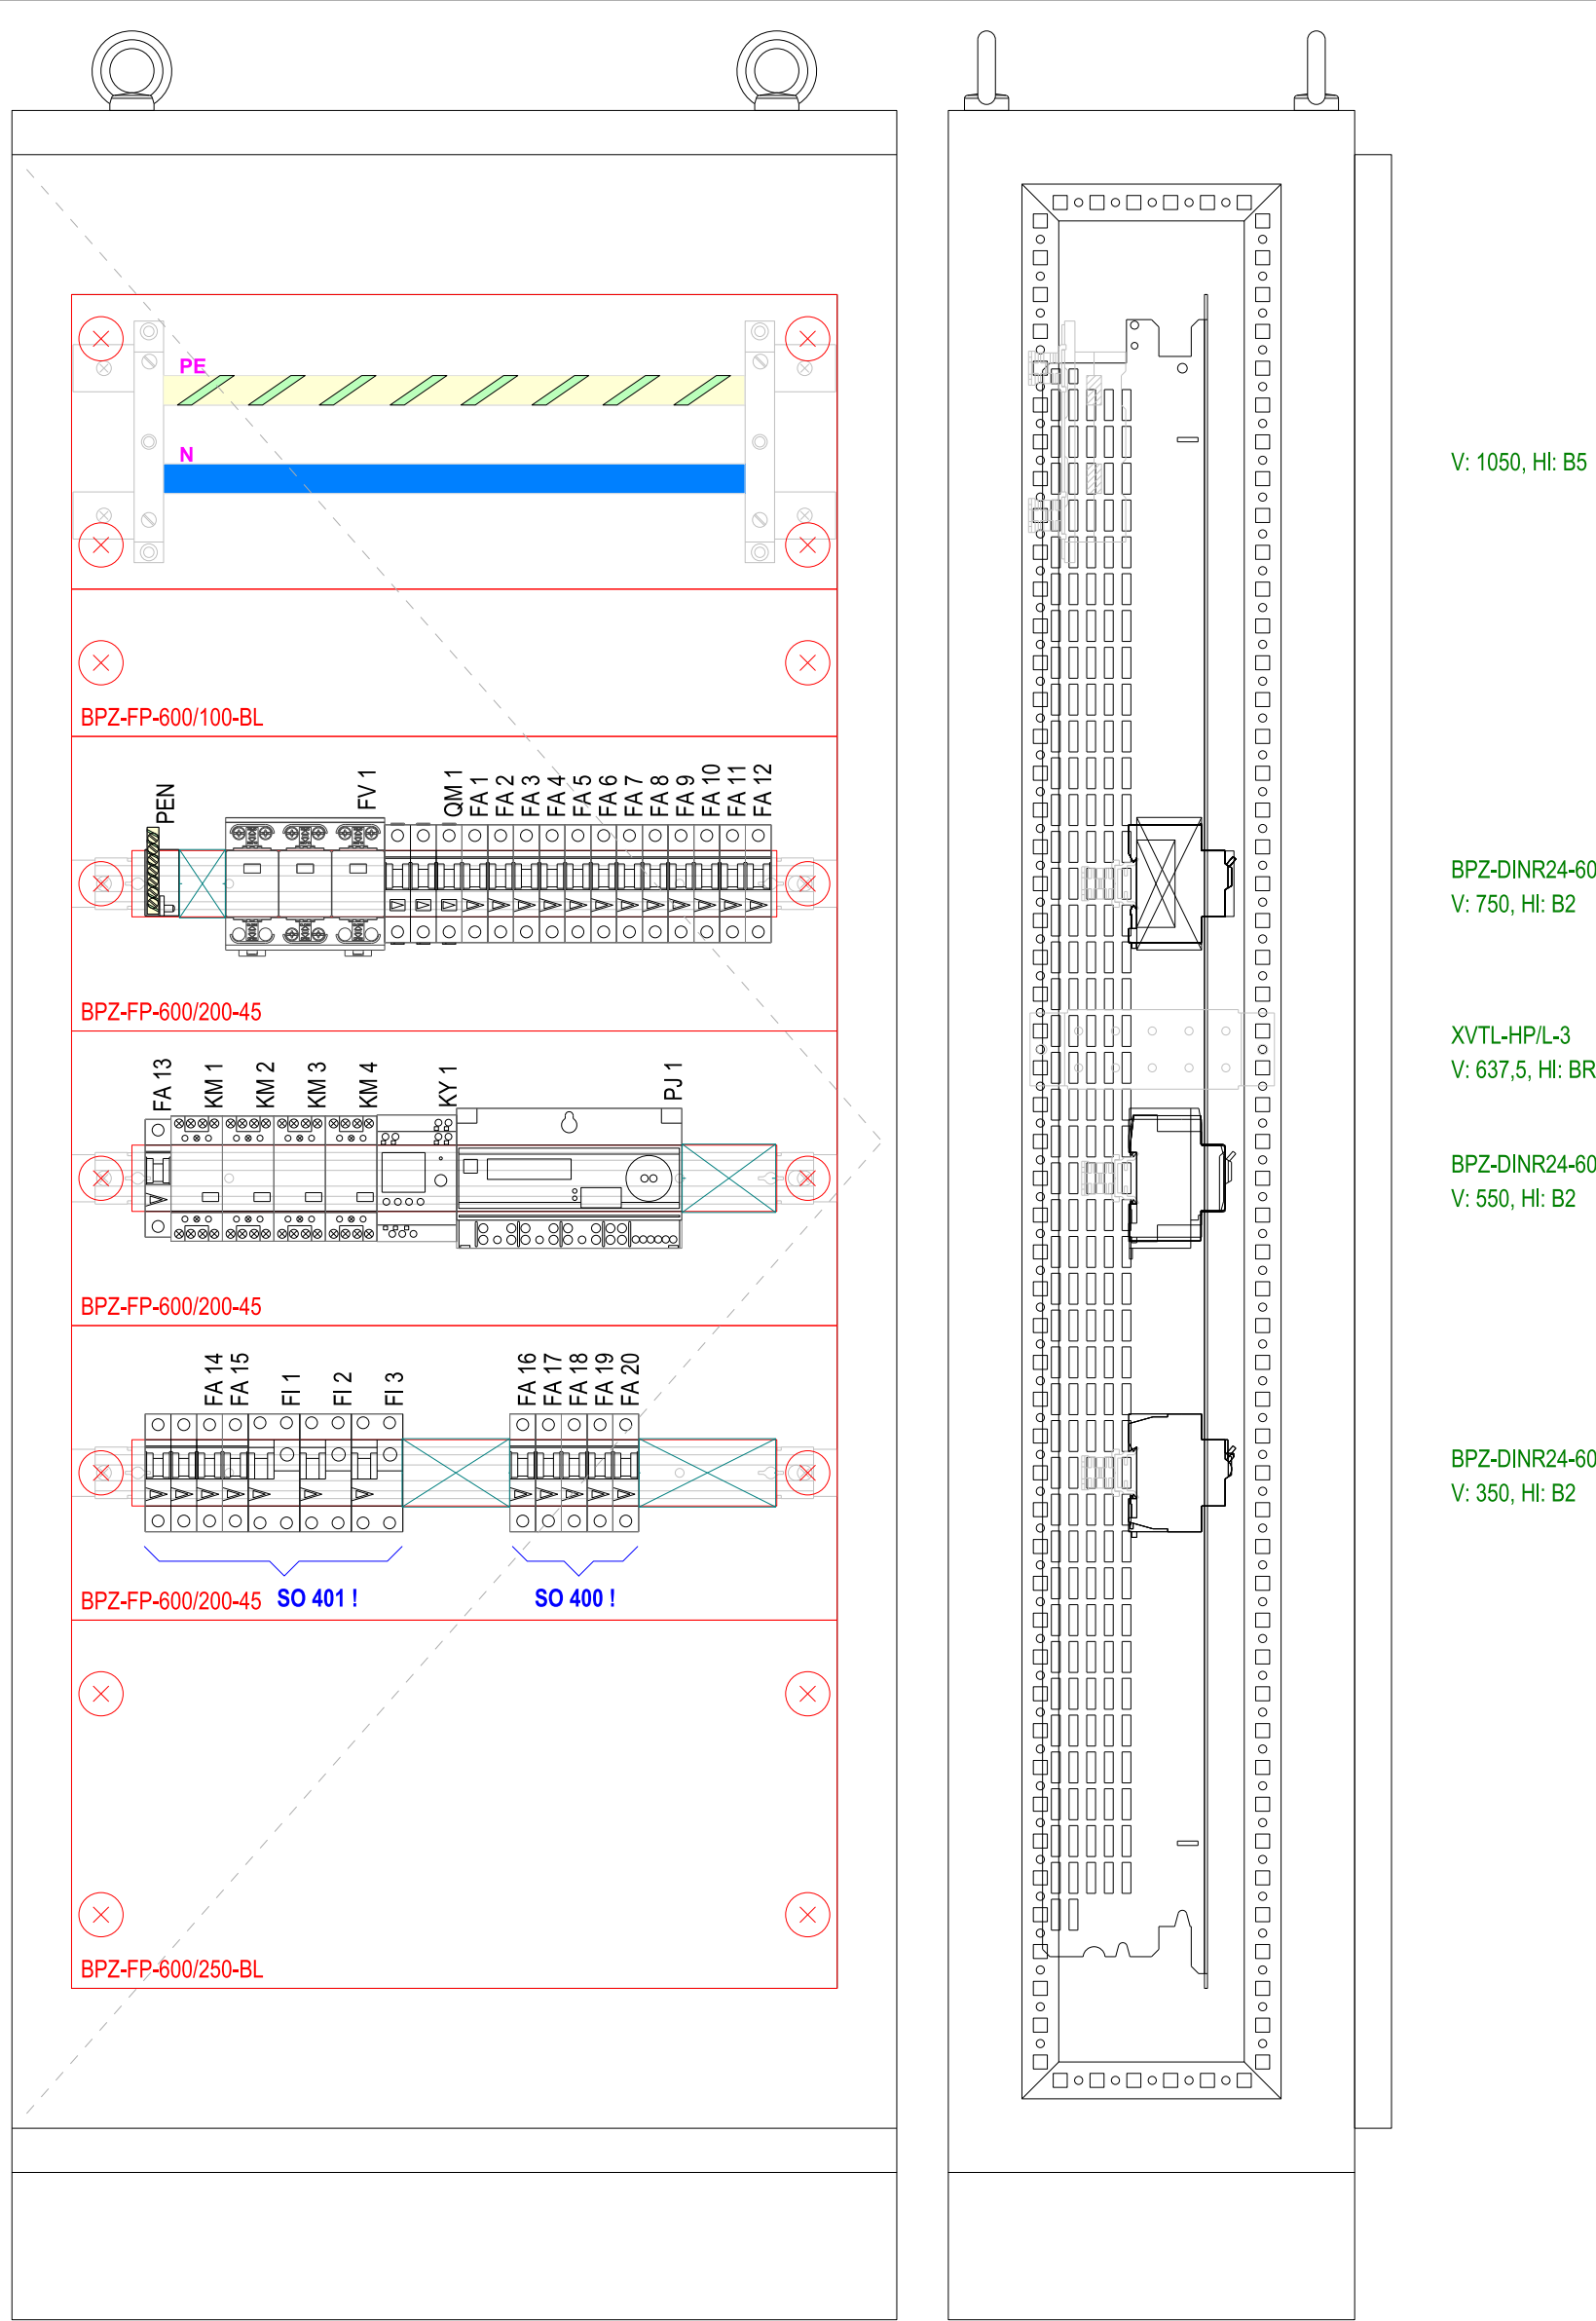 PE
N
V: 1050, Hl: B5
BPZ-FP-600/100-BL
PEN
FV 1
QM 1
FA 1
FA 2
FA 3
FA 4
FA 5
FA 6
FA 7
FA 8
FA 9
FA 10
FA 11
FA 12
BPZ-DINR24-60
V: 750, Hl: B2
BPZ-FP-600/200-45
XVTL-HP/L-3
V: 637,5, Hl: BR
FA 13
KM 1
KM 2
KM 3
KM 4
KY 1
PJ 1
BPZ-DINR24-60
V: 550, Hl: B2
BPZ-FP-600/200-45
FA 14
FA 15
FI 1
FI 2
FI 3
FA 16
FA 17
FA 18
FA 19
FA 20
BPZ-DINR24-60
V: 350, Hl: B2
BPZ-FP-600/200-45
SO 401 !
SO 400 !
BPZ-FP-600/250-BL